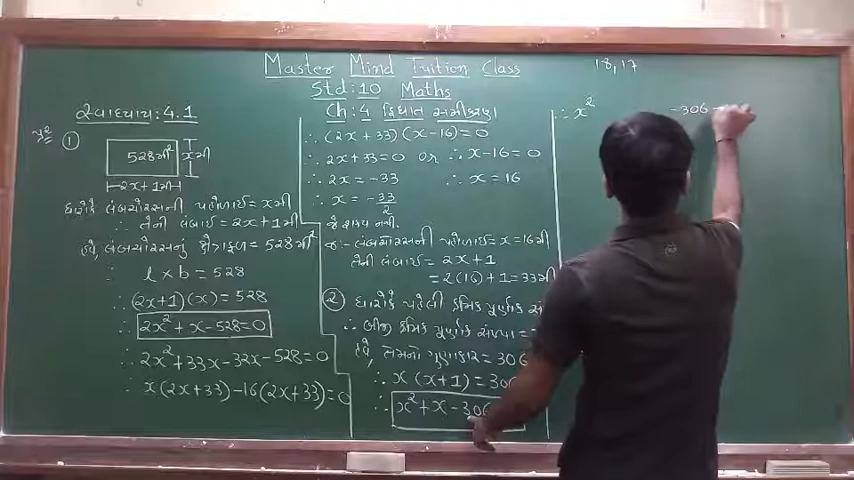 Master Mind Tuition Class
Std:10 Maths
Ch:4 દ્વિઘાત સમીકરણ
18, 17
સ્વાધ્યાય: 4.1
①
528મી² xમી
2x+1મી
ધારોકે લંબચોરસની પહોળાઈ = xમી
∴ તેની લંબાઈ = 2x+1મી
હવે, લંબચોરસનું ક્ષેત્રફળ = 528મી²
∴ l×b = 528
∴ (2x+1)(x) = 528
∴ 2x²+x-528=0
∴ 2x²+33x-32x-528=0
∴ x(2x+33)-16(2x+33)=0
∴ (2x+33)(x-16)=0
∴ 2x+33=0 or ∴ x-16=0
∴ 2x=-33 ∴ x=16
∴ x = -33/2
જે શક્ય નથી.
જ:- લંબચોરસની પહોળાઈ=x=16મી
તેની લંબાઈ = 2x+1
= 2(16)+1=33મી
② ધારોકે પહેલી ક્રમિક પૂર્ણાંક
∴ બીજી ક્રમિક પૂર્ણાંક સંખ્યા =
હવે, તેમનો ગુણાકાર = 306
∴ x(x+1)=306
∴ x²+x-306
∴ x² -306 =